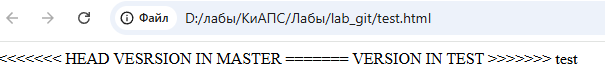 Файл D:/лабы/КиАПС/Лабы/lab_git/test.html
<<<<<<< HEAD VESRSION IN MASTER ======= VERSION IN TEST >>>>>>> test